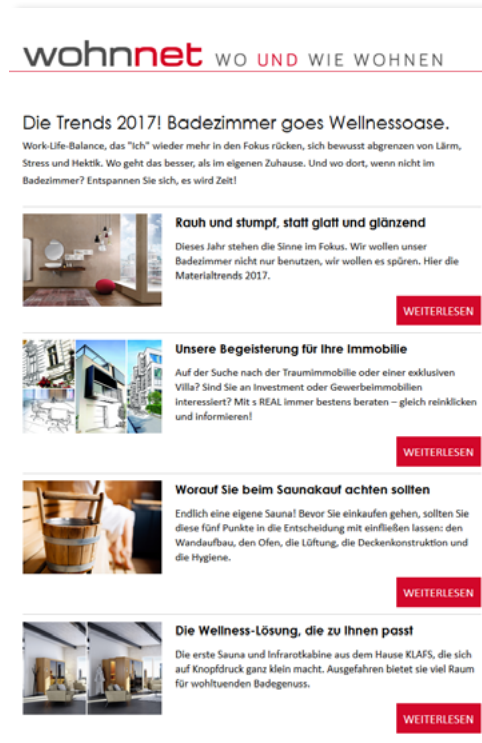 wohnnet WO UND WIE WOHNEN
Die Trends 2017! Badezimmer goes Wellnessoase.
Work-Life-Balance, das "Ich" wieder mehr in den Fokus rücken, sich bewusst abgrenzen von Lärm,
Stress und Hektik. Wo geht das besser, als im eigenen Zuhause. Und wo dort, wenn nicht im
Badezimmer? Entspannen Sie sich, es wird Zeit!
Rauh und stumpf, statt glatt und glänzend
Dieses Jahr stehen die Sinne im Fokus. Wir wollen unser
Badezimmer nicht nur benutzen, wir wollen es spüren. Hier die
Materialtrends 2017.
WEITERLESEN
Unsere Begeisterung für Ihre Immobilie
Auf der Suche nach der Traumimmobilie oder einer exklusiven
Villa? Sind Sie an Investment oder Gewerbeimmobilien
interessiert? Mit s REAL immer bestens beraten – gleich reinklicken
und informieren!
WEITERLESEN
Worauf Sie beim Saunakauf achten sollten
Endlich eine eigene Sauna! Bevor Sie einkaufen gehen, sollten Sie
diese fünf Punkte in die Entscheidung mit einfließen lassen: den
Wandaufbau, den Ofen, die Lüftung, die Deckenkonstruktion und
die Hygiene.
WEITERLESEN
Die Wellness-Lösung, die zu Ihnen passt
Die erste Sauna und Infrarotkabine aus dem Hause KLAFS, die sich
auf Knopfdruck ganz klein macht. Ausgefahren bietet sie viel Raum
für wohltuenden Badegenuss.
WEITERLESEN